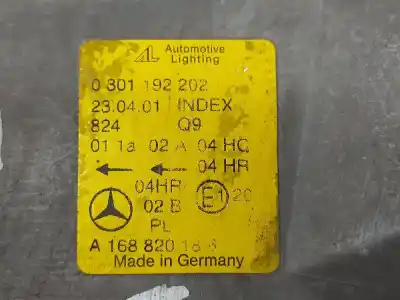 Automotive
Lighting
0 301 192 202
23.04.01 INDEX
824 Q9
01 1a 02 A 04 HC
04 HR
04HR E1 20
02 B
PL
A 168 820 18
Made in Germany